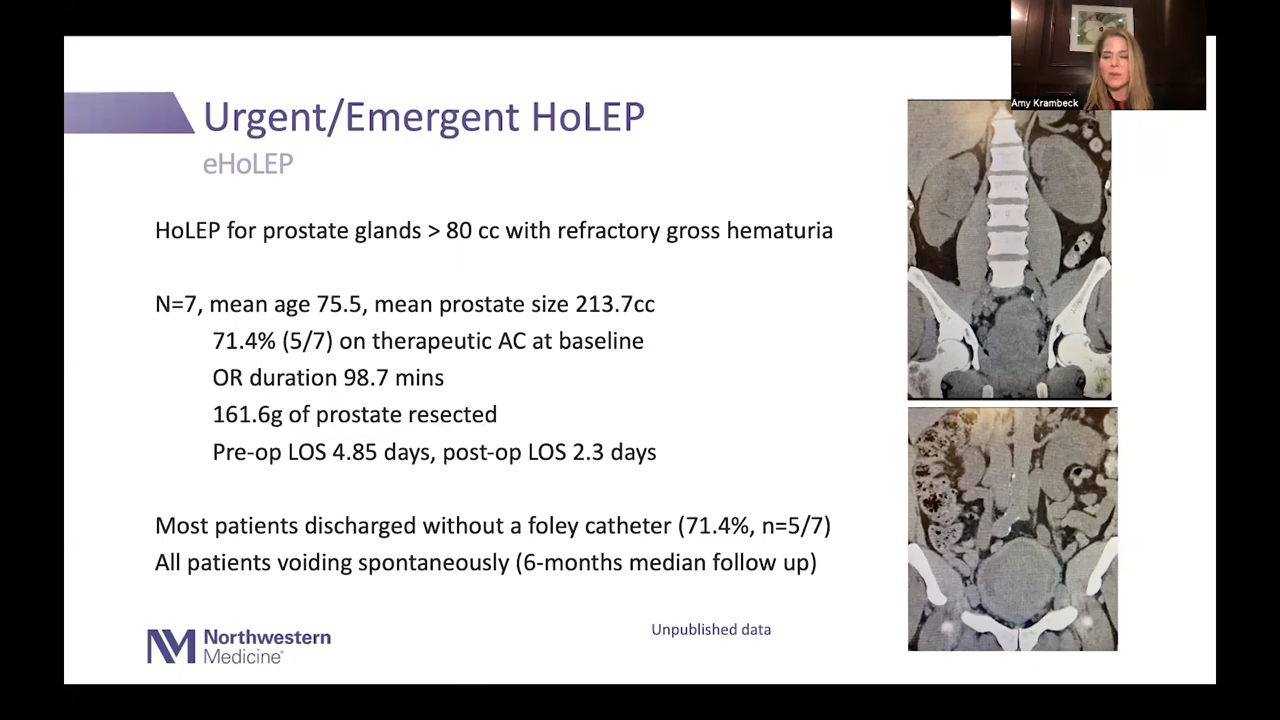 Amy Krambeck
Urgent/Emergent HoLEP
eHoLEP
HoLEP for prostate glands > 80 cc with refractory gross hematuria
N=7, mean age 75.5, mean prostate size 213.7cc
71.4% (5/7) on therapeutic AC at baseline
OR duration 98.7 mins
161.6g of prostate resected
Pre-op LOS 4.85 days, post-op LOS 2.3 days
Most patients discharged without a foley catheter (71.4%, n=5/7)
All patients voiding spontaneously (6-months median follow up)
NM Northwestern
Medicine®
Unpublished data